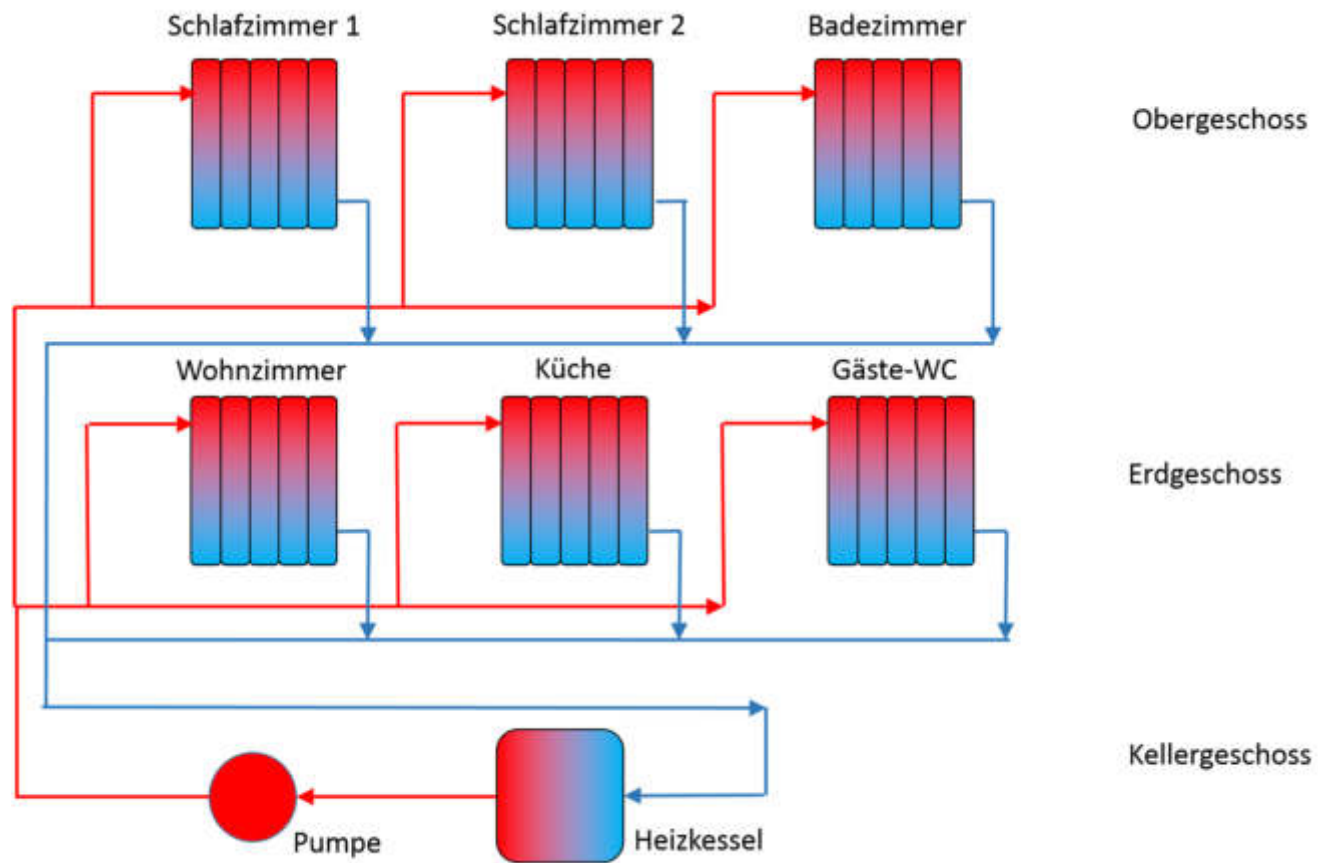 Schlafzimmer 1
Schlafzimmer 2
Badezimmer
Obergeschoss
Wohnzimmer
Küche
Gäste-WC
Erdgeschoss
Kellergeschoss
Pumpe
Heizkessel